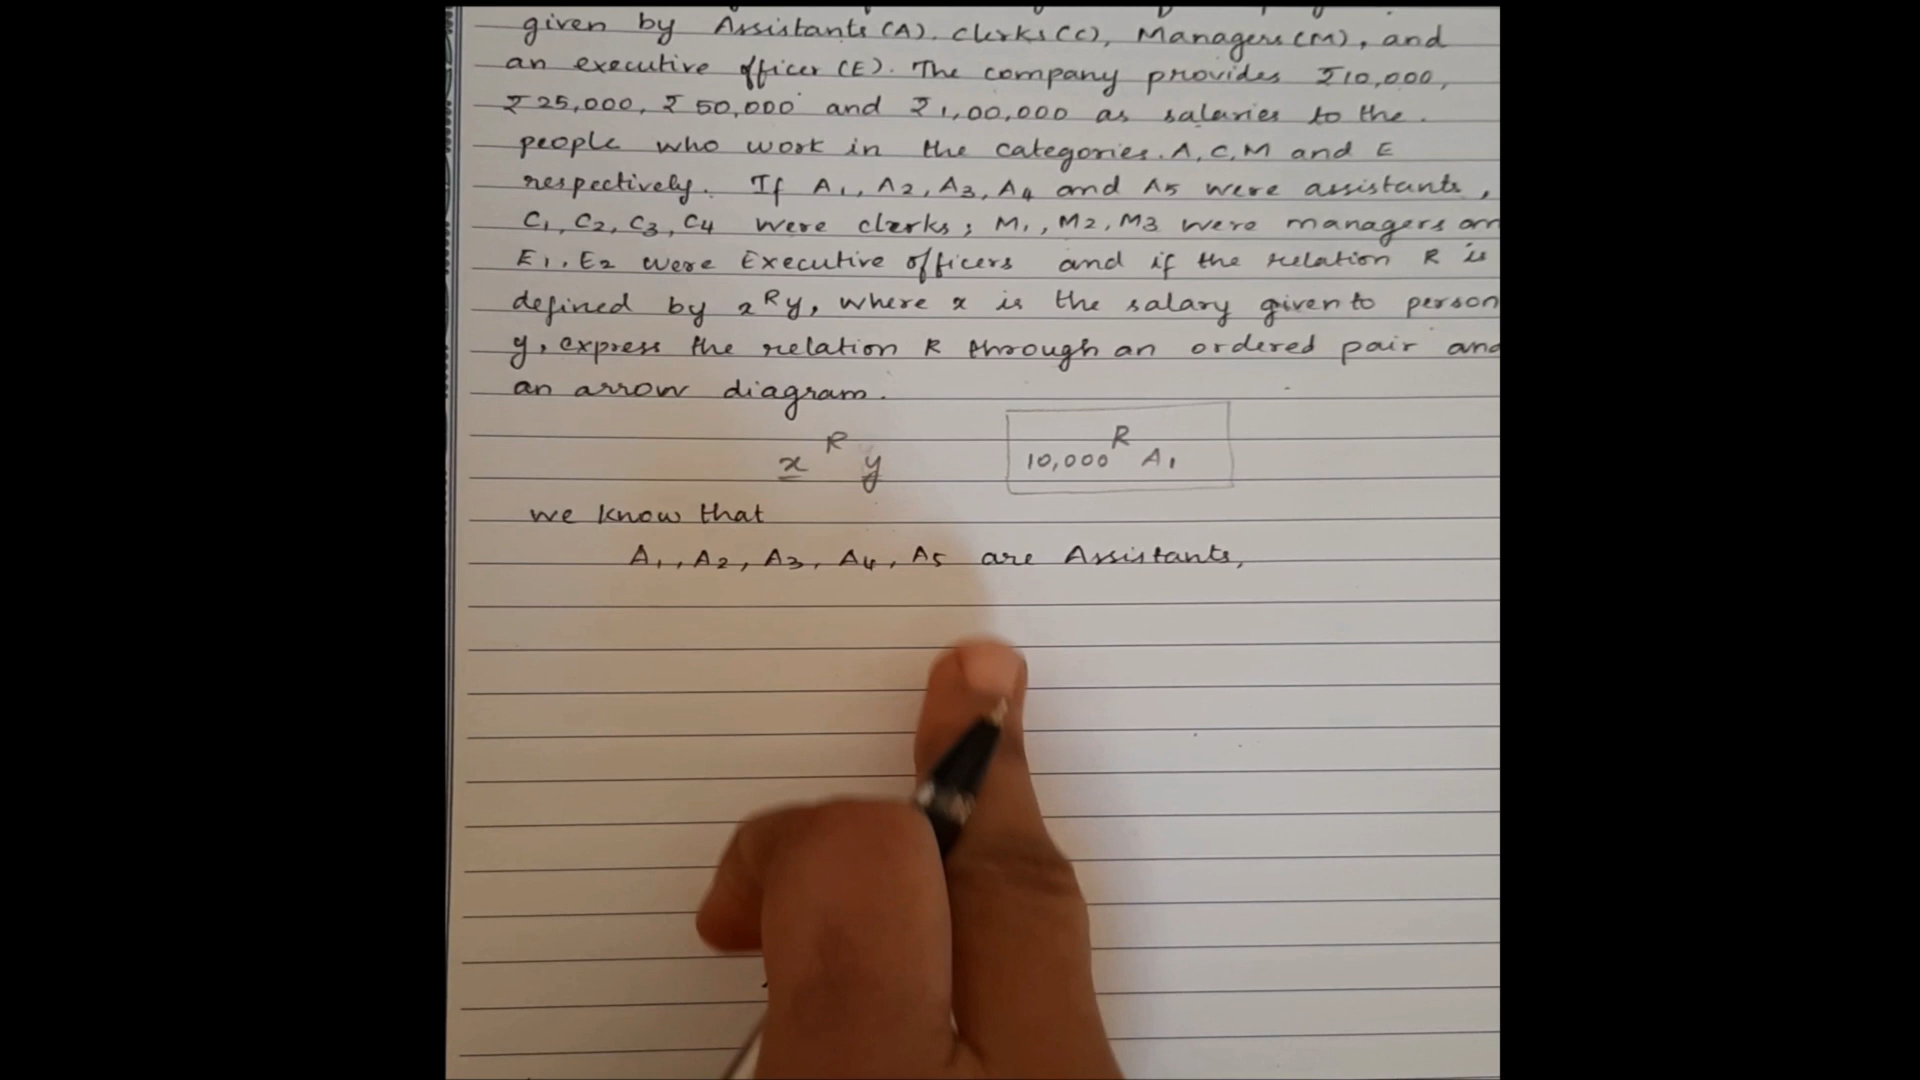 given by Assistants (A), clerks (C), Managers (M), and
an executive officer (E). The company provides ₹10,000,
₹25,000, ₹50,000 and ₹1,00,000 as salaries to the
people who work in the categories. A, C, M and E
respectively. If A1, A2, A3, A4 and A5 were assistants,
C1, C2, C3, C4 were clerks; M1, M2, M3 were managers an
E1, E2 were Executive officers and if the relation R is
defined by xRy, where x is the salary given to person
y, express the relation R through an ordered pair and
an arrow diagram.
x R y 10,000 R A1
we know that
A1, A2, A3, A4, A5 are Assistants,